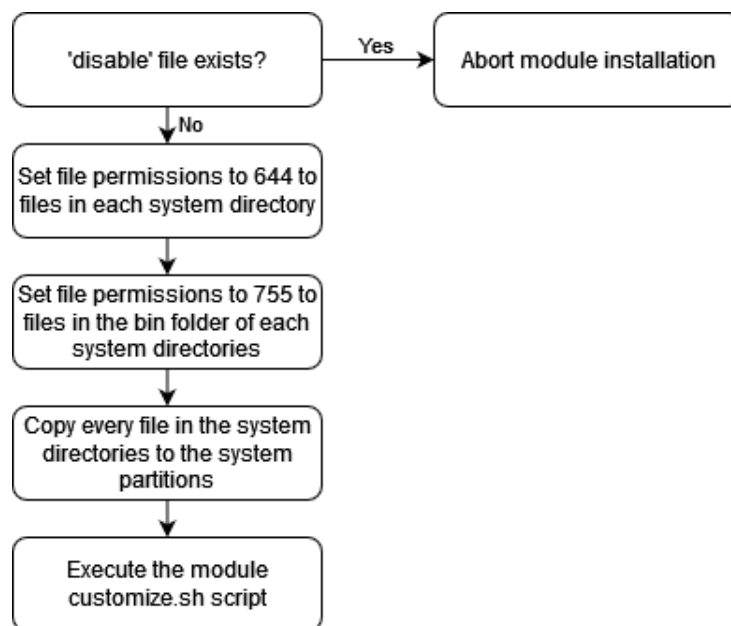 'disable' file exists?
Yes
Abort module installation
No
Set file permissions to 644 to
files in each system directory
Set file permissions to 755 to
files in the bin folder of each
system directories
Copy every file in the system
directories to the system
partitions
Execute the module
customize.sh script